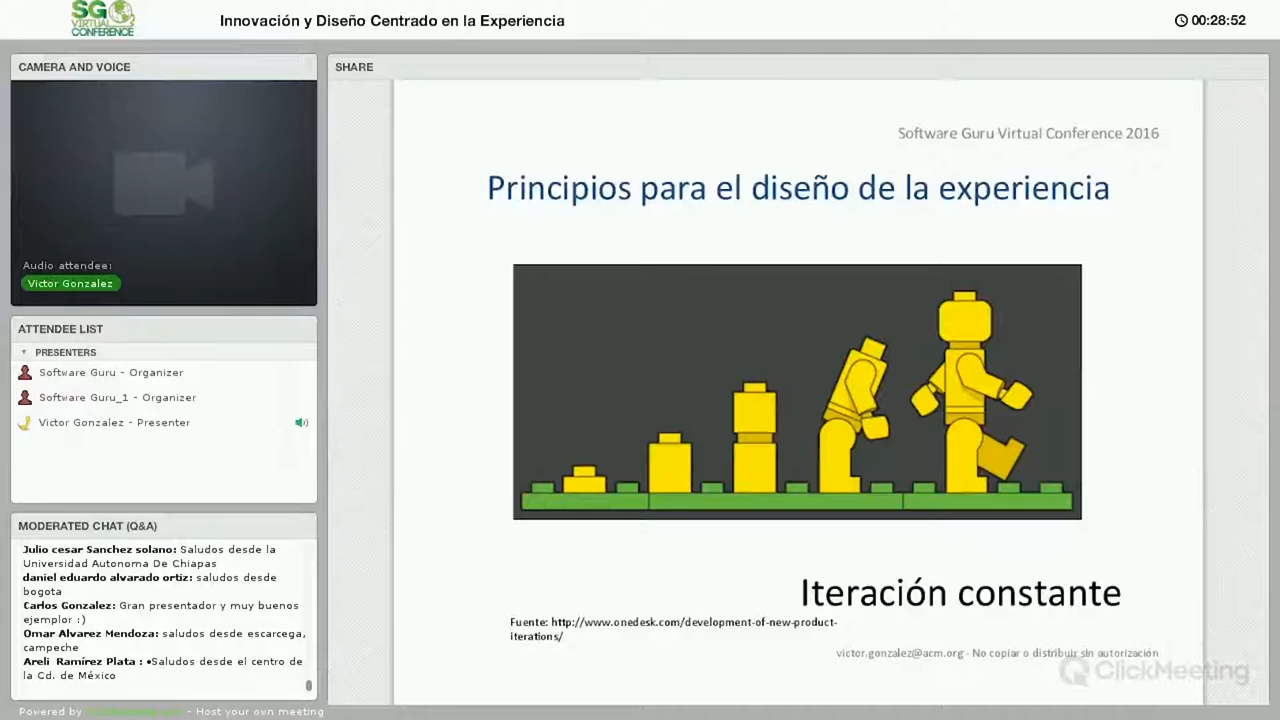 SG
VIRTUAL
CONFERENCE
Innovación y Diseño Centrado en la Experiencia
00:28:52
CAMERA AND VOICE
Audio attendee:
Victor Gonzalez
ATTENDEE LIST
PRESENTERS
Software Guru - Organizer
Software Guru_1 - Organizer
Victor Gonzalez - Presenter
MODERATED CHAT (Q&A)
Julio cesar Sanchez solano: Saludos desde la
Universidad Autonoma De Chiapas
daniel eduardo alvarado ortiz: saludos desde
bogota
Carlos Gonzalez: Gran presentador y muy buenos
ejemplor :)
Omar Alvarez Mendoza: saludos desde escarcega,
campeche
Areli Ramírez Plata : •Saludos desde el centro de
la Cd. de México
Powered by - Host your own meeting
SHARE
Software Guru Virtual Conference 2016
Principios para el diseño de la experiencia
Iteración constante
Fuente: http://www.onedesk.com/development-of-new-product-
iterations/
victor.gonzalez@acm.org - No copiar o distribuir sin autorización
ClickMeeting